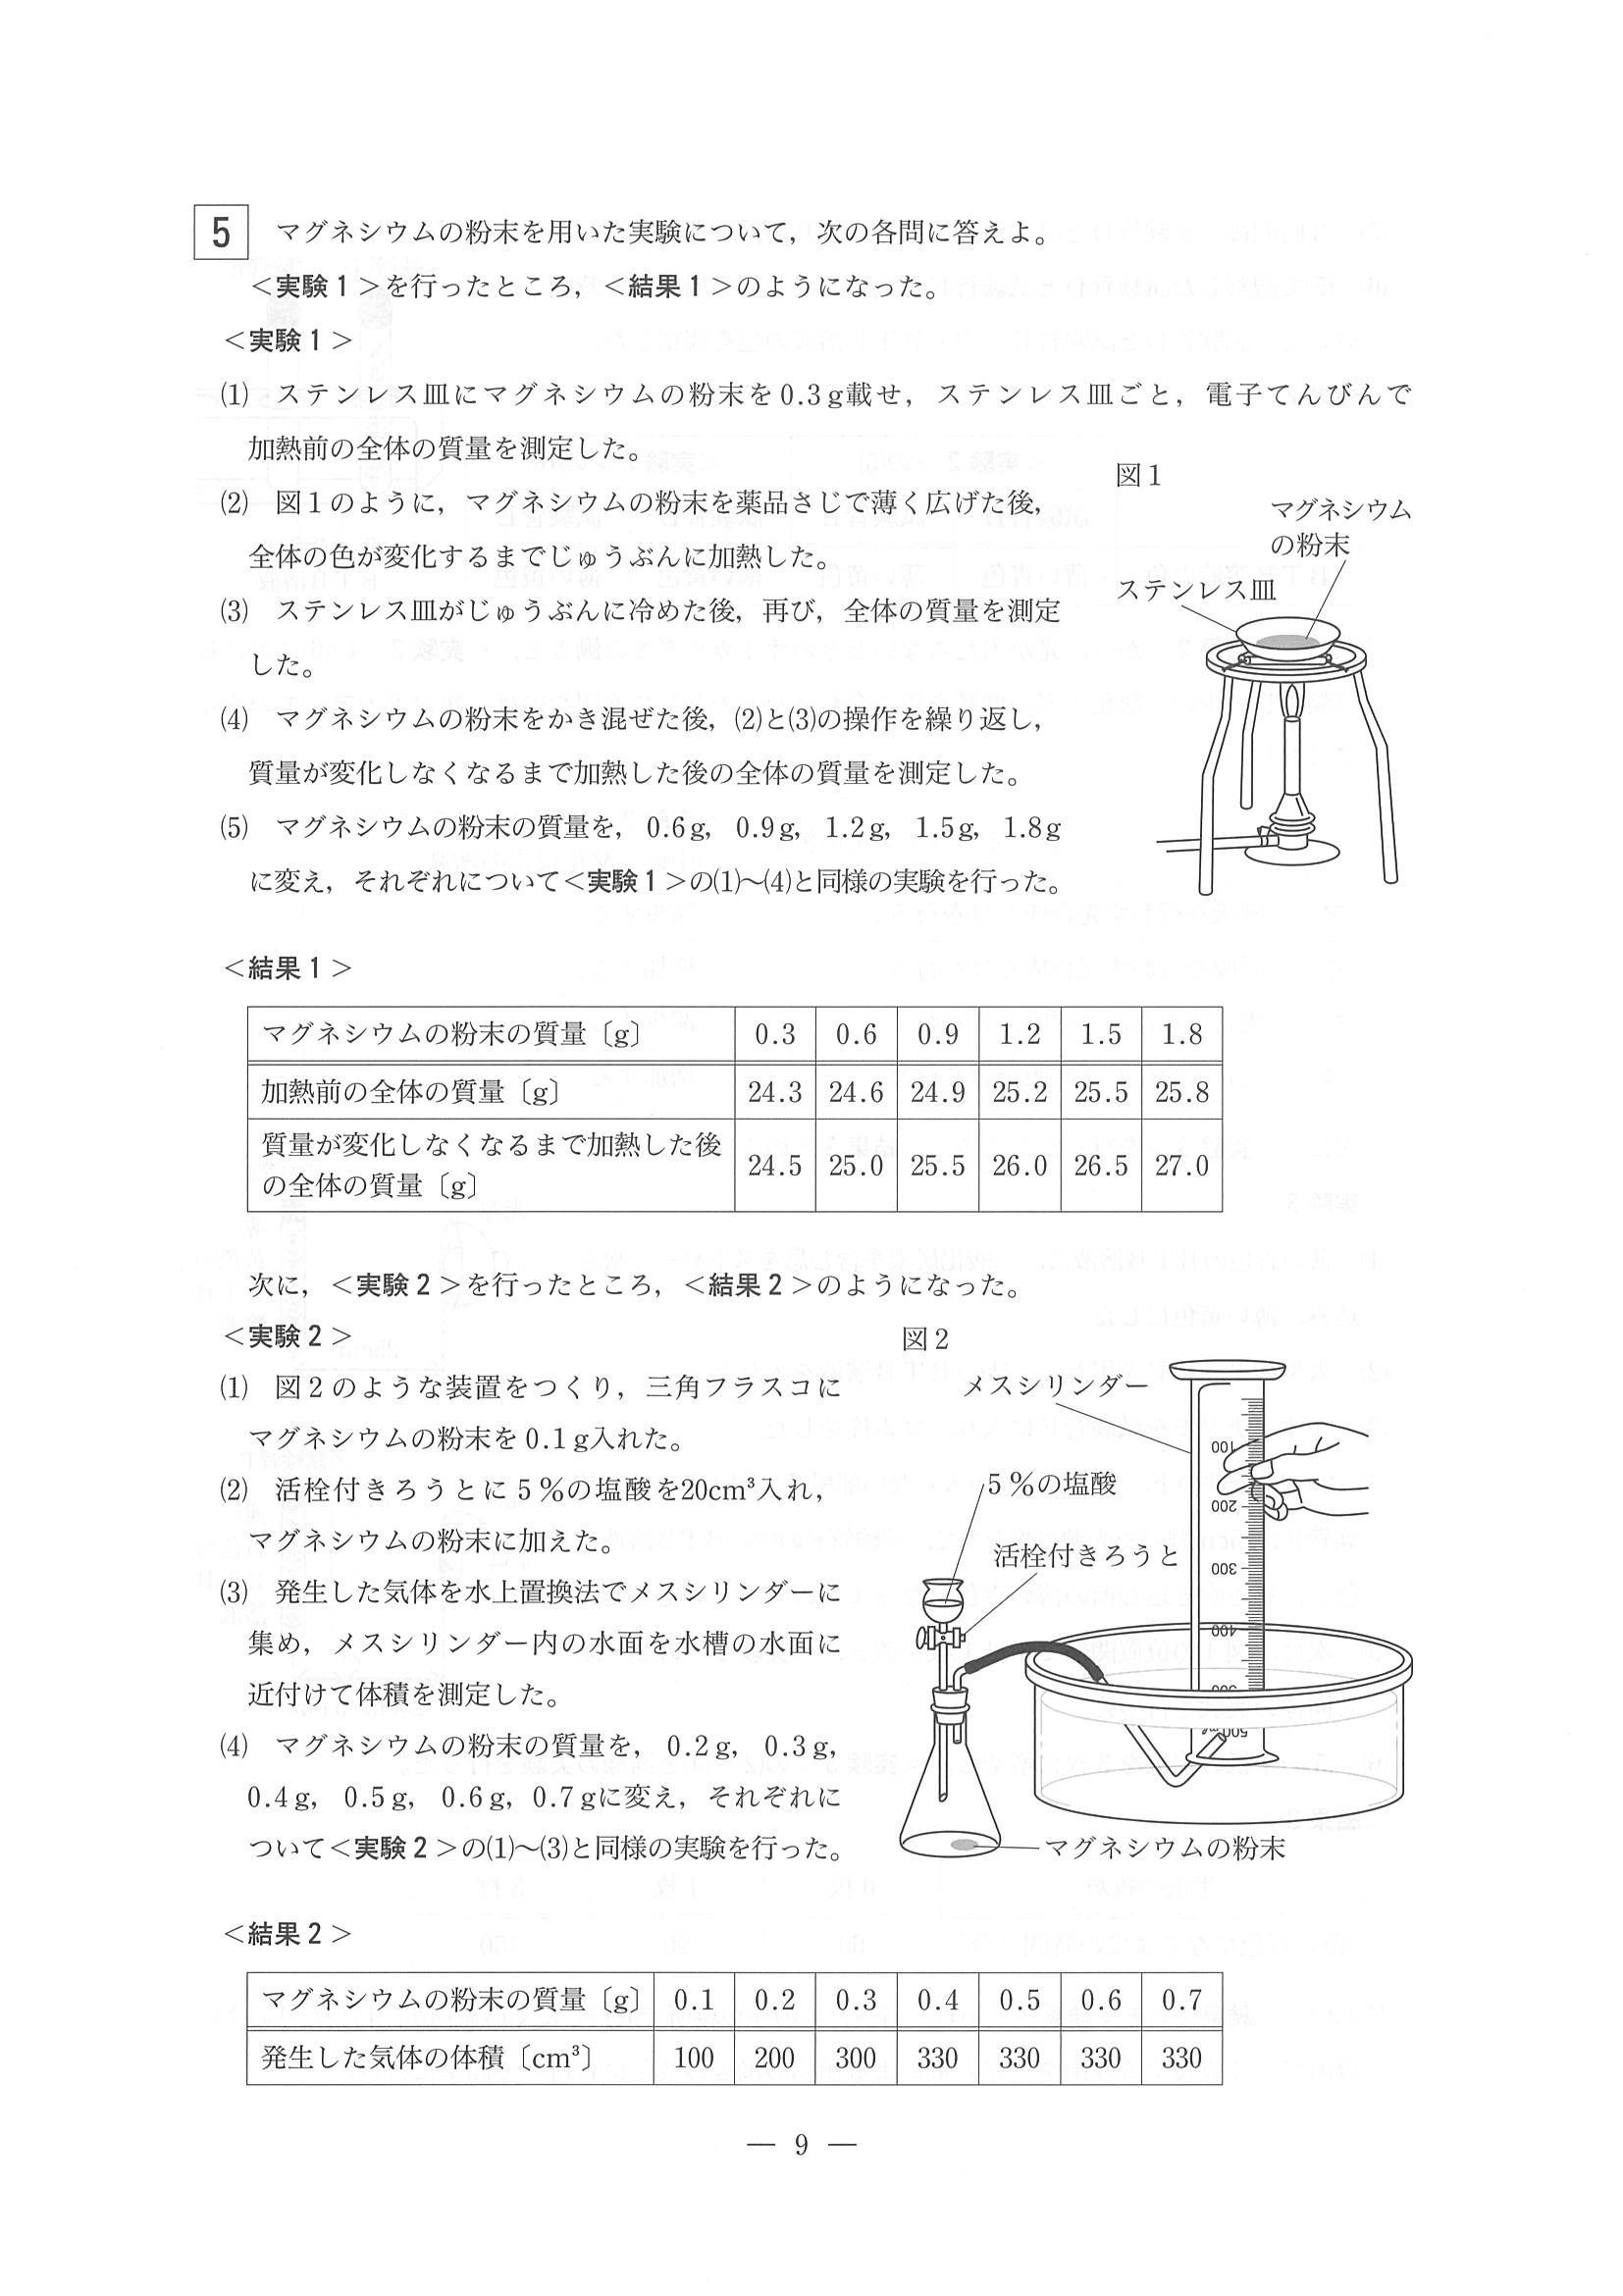 5 マグネシウムの粉末を用いた実験について，次の各問に答えよ。
＜実験１＞を行ったところ，＜結果１＞のようになった。
＜実験１＞
⑴ ステンレス皿にマグネシウムの粉末を0.3g載せ，ステンレス皿ごと，電子てんびんで
加熱前の全体の質量を測定した。
⑵ 図１のように，マグネシウムの粉末を薬品さじで薄く広げた後，
全体の色が変化するまでじゅうぶんに加熱した。
⑶ ステンレス皿がじゅうぶんに冷めた後，再び，全体の質量を測定
した。
⑷ マグネシウムの粉末をかき混ぜた後，⑵と⑶の操作を繰り返し，
質量が変化しなくなるまで加熱した後の全体の質量を測定した。
⑸ マグネシウムの粉末の質量を，0.6g，0.9g，1.2g，1.5g，1.8g
に変え，それぞれについて＜実験１＞の⑴～⑷と同様の実験を行った。
図１
マグネシウム
の粉末
ステンレス皿
＜結果１＞
マグネシウムの粉末の質量〔g〕 0.3 0.6 0.9 1.2 1.5 1.8
加熱前の全体の質量〔g〕 24.3 24.6 24.9 25.2 25.5 25.8
質量が変化しなくなるまで加熱した後
の全体の質量〔g〕 24.5 25.0 25.5 26.0 26.5 27.0
次に，＜実験２＞を行ったところ，＜結果２＞のようになった。
＜実験２＞
⑴ 図２のような装置をつくり，三角フラスコに
マグネシウムの粉末を0.1g入れた。
⑵ 活栓付きろうとに５％の塩酸を20cm³入れ，
マグネシウムの粉末に加えた。
⑶ 発生した気体を水上置換法でメスシリンダーに
集め，メスシリンダー内の水面を水槽の水面に
近付けて体積を測定した。
⑷ マグネシウムの粉末の質量を，0.2g，0.3g，
0.4g，0.5g，0.6g，0.7gに変え，それぞれに
ついて＜実験２＞の⑴～⑶と同様の実験を行った。
図２
メスシリンダー
５％の塩酸
活栓付きろうと
100
200
300
400
500
マグネシウムの粉末
＜結果２＞
マグネシウムの粉末の質量〔g〕 0.1 0.2 0.3 0.4 0.5 0.6 0.7
発生した気体の体積〔cm³〕 100 200 300 330 330 330 330
― 9 ―